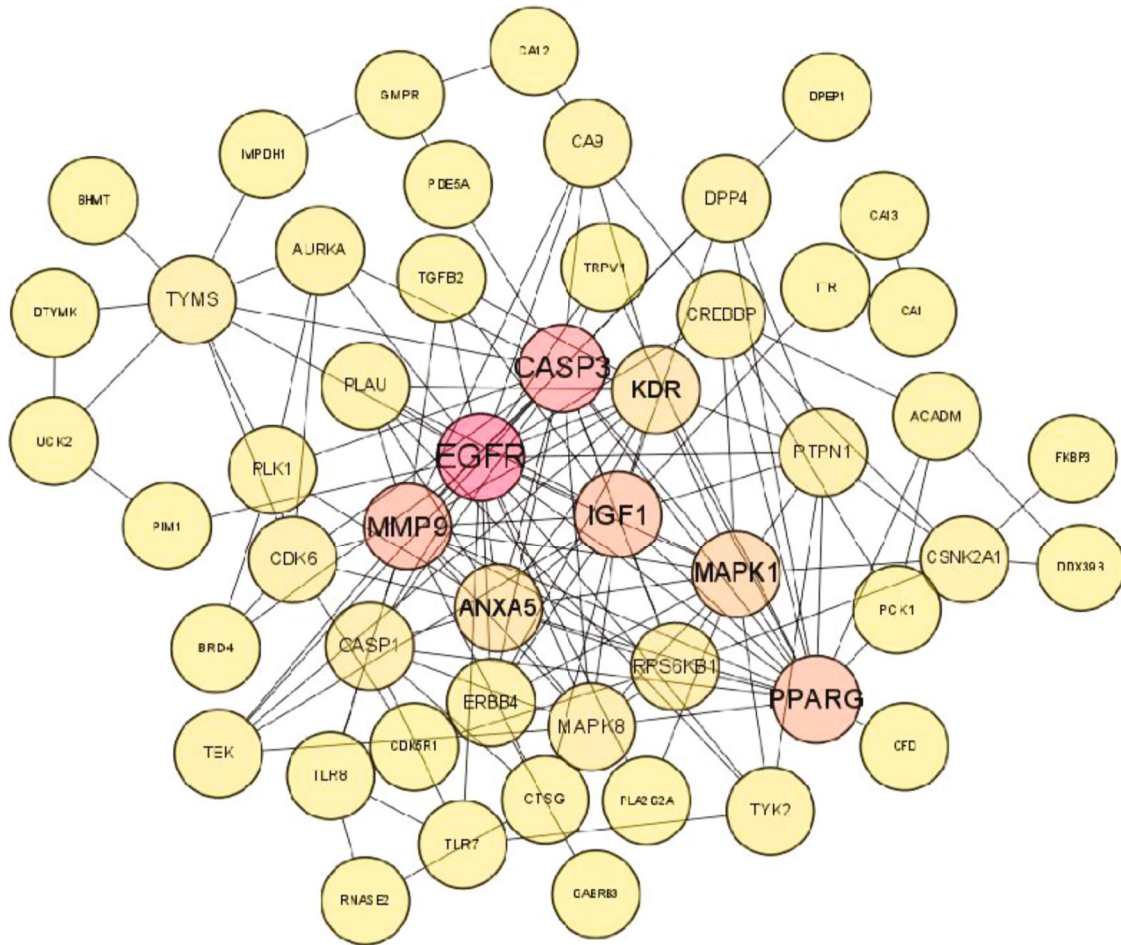 CA12
GMPR
DPEP1
CA9
IMPDH1
PDE5A
DPP4
BHMT
CA13
AURKA
TRPV1
TGFB2
TTR
TYMS
DTYMK
CREBBP
CA1
CASP3
KDR
PLAU
ACADM
UCK2
EGFR
PTPN1
FKBP3
PLK1
PIM1
MMP9
IGF1
CDK6
MAPK1
CSNK2A1
DDX39B
ANXA5
PCK1
BRD4
CASP1
RPS6KB1
ERBB4
PPARG
MAPK8
TEK
CDK5R1
CFD
TLR8
CTSG
PLA2G2A
TYK2
TLR7
RNASE2
GABRB3